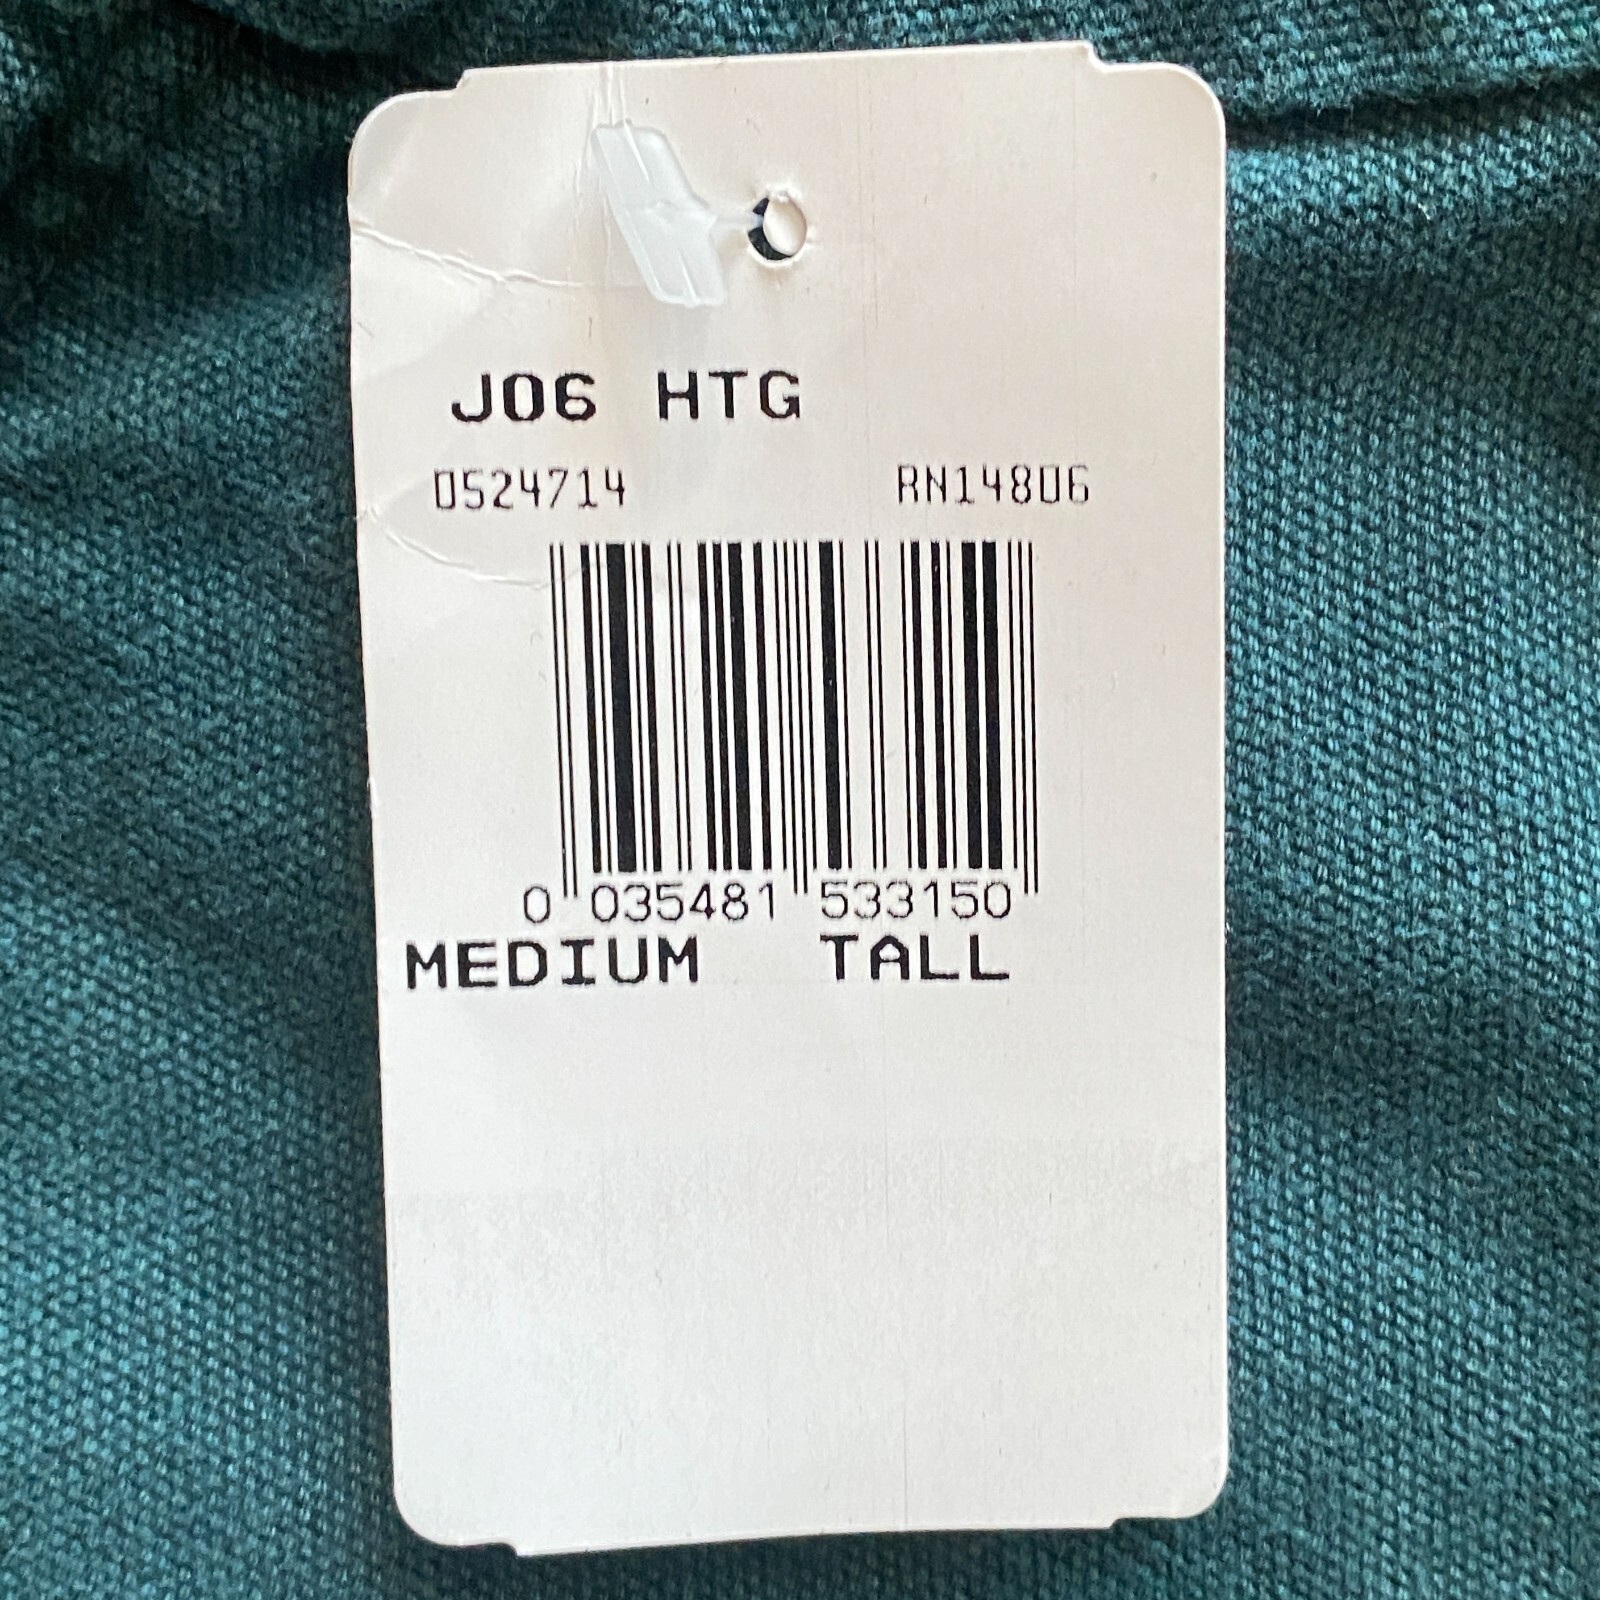 J06 HTG
0524714 RN14806
0 035481 533150
MEDIUM TALL